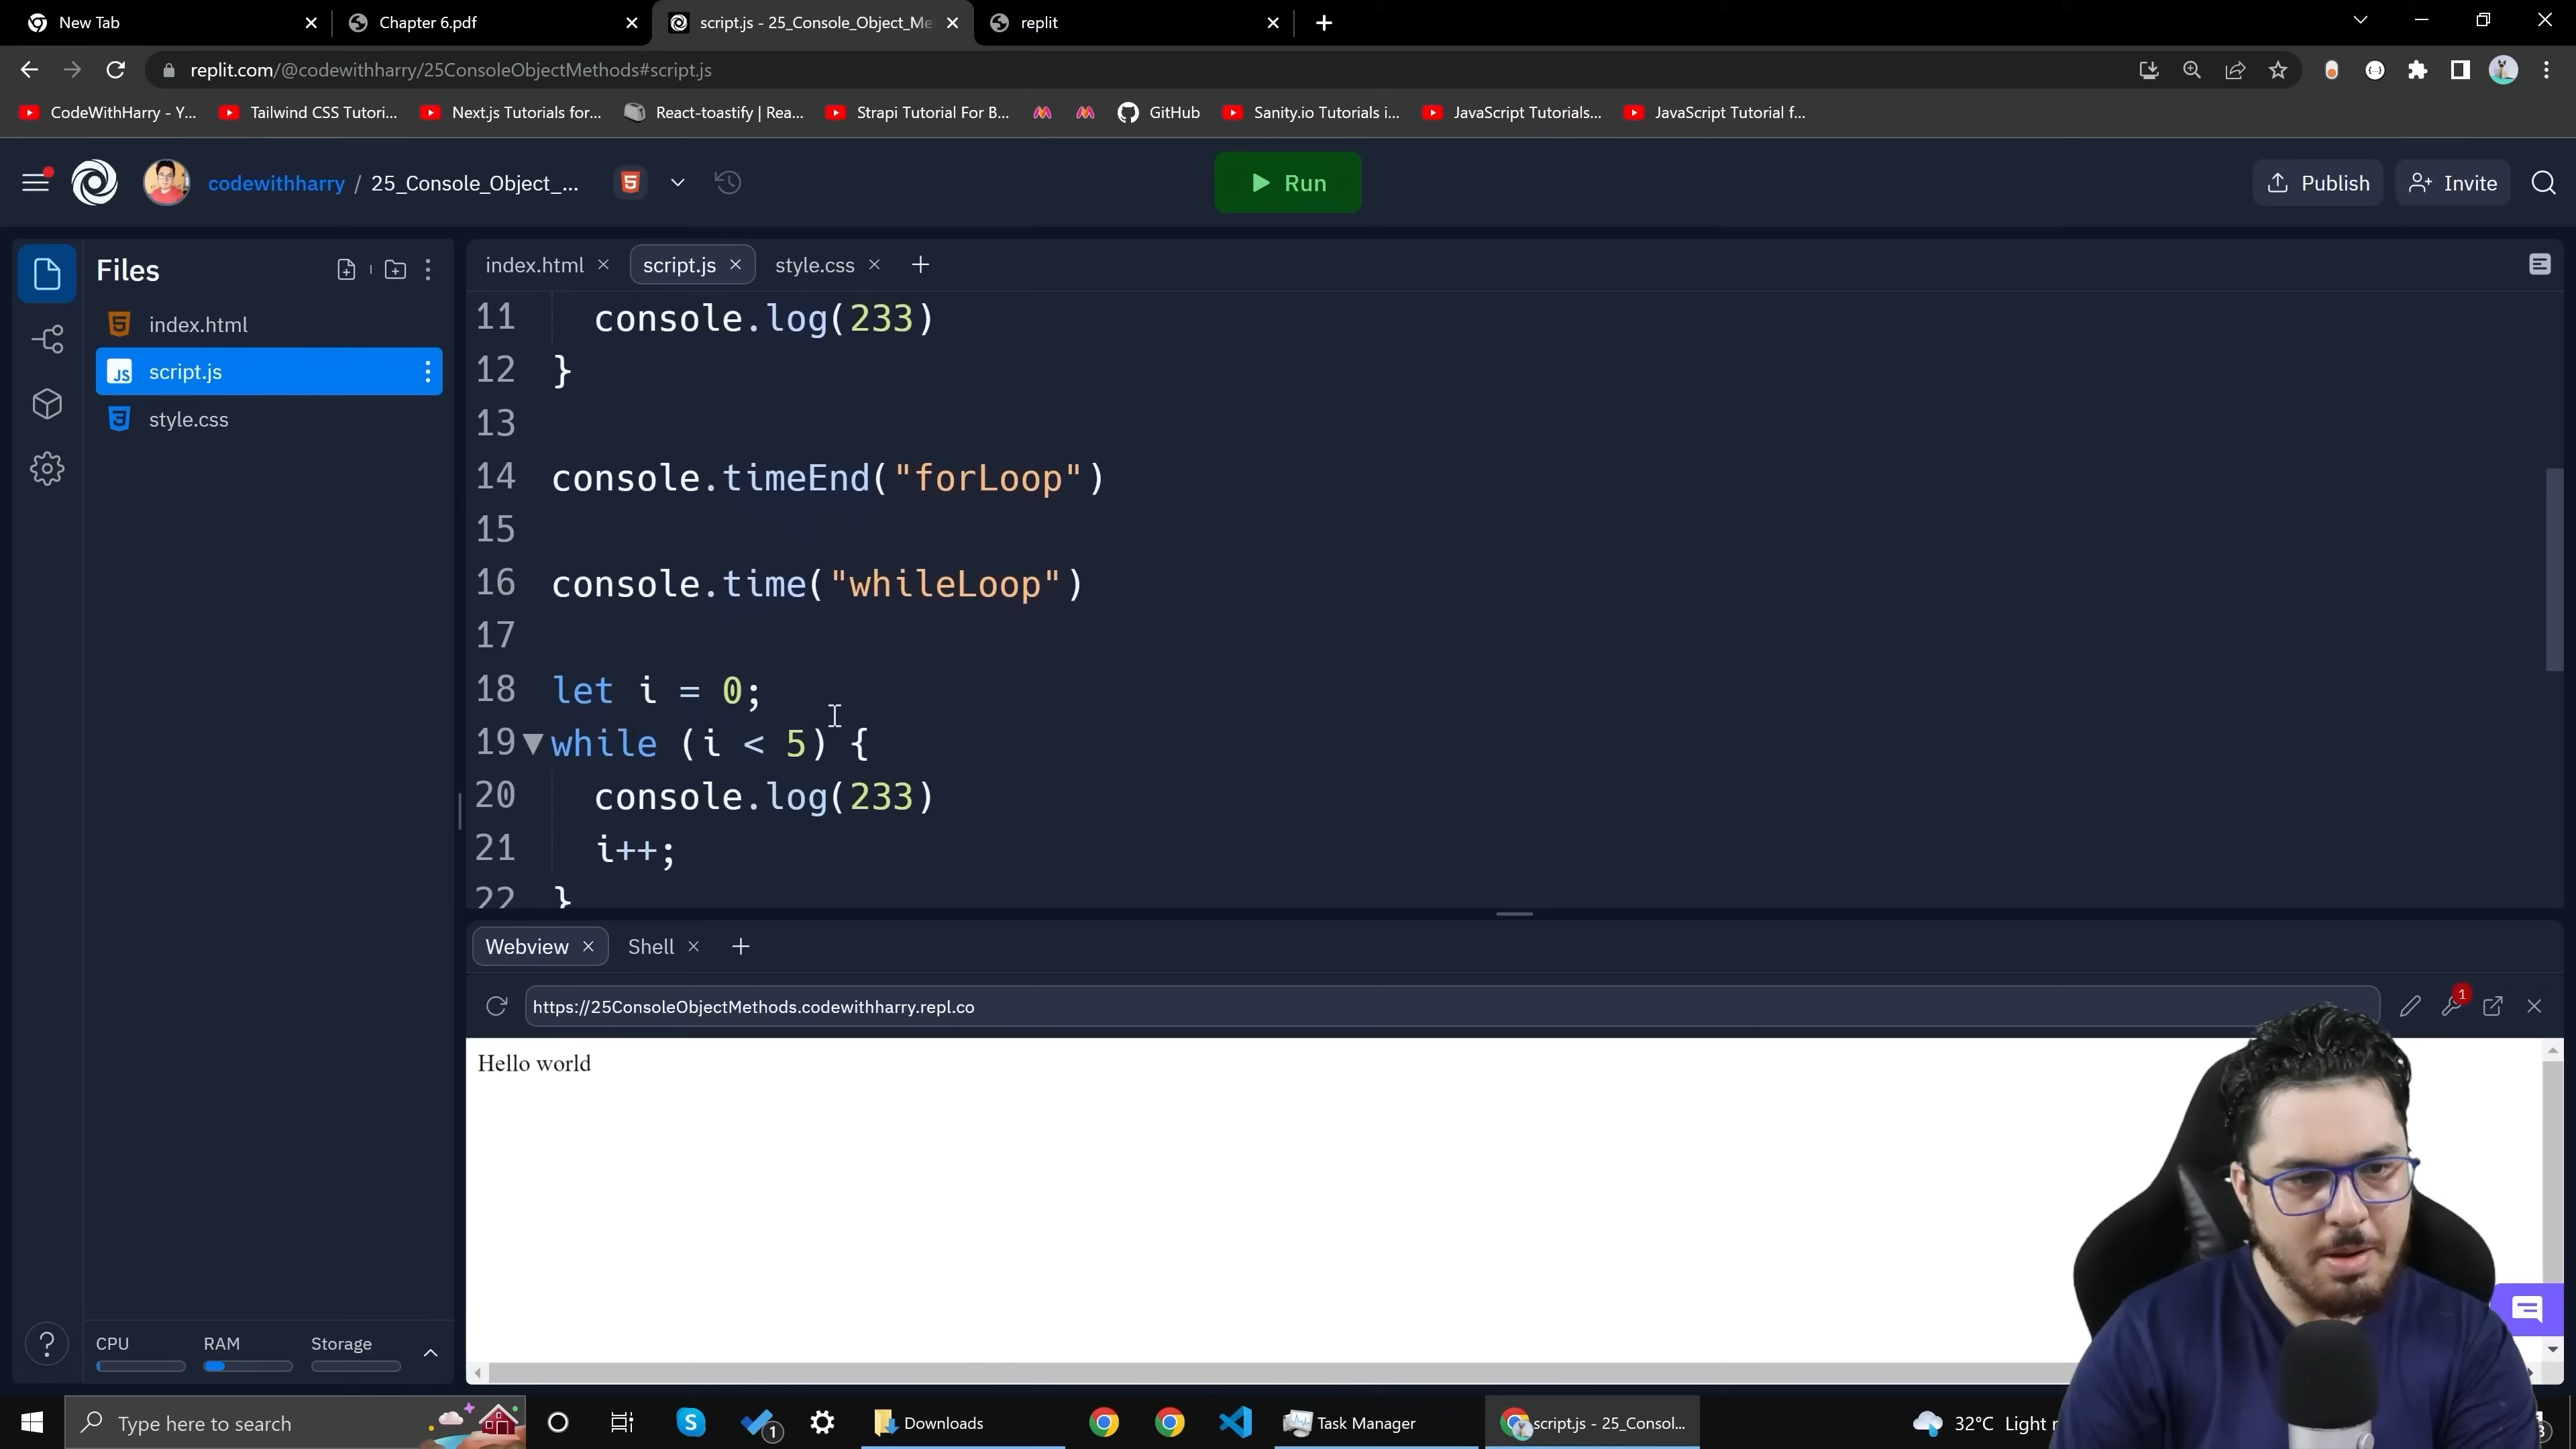 New Tab
Chapter 6.pdf
script.js - 25_Console_Object_Me
replit
replit.com/@codewithharry/25ConsoleObjectMethods#script.js
CodeWithHarry - Y...
Tailwind CSS Tutori...
Next.js Tutorials for...
React-toastify | Rea...
Strapi Tutorial For B...
GitHub
Sanity.io Tutorials i...
JavaScript Tutorials...
JavaScript Tutorial f...
codewithharry / 25_Console_Object_...
Run
Publish
Invite
Files
index.html
script.js
style.css
index.html
script.js
style.css
11 console.log(233)
12 }
13
14 console.timeEnd("forLoop")
15
16 console.time("whileLoop")
17
18 let i = 0;
19 while (i < 5) {
20 console.log(233)
21 i++;
22 }
Webview
Shell
https://25ConsoleObjectMethods.codewithharry.repl.co
1
Hello world
CPU
RAM
Storage
Type here to search
1
Downloads
Task Manager
script.js - 25_Consol...
32°C Light